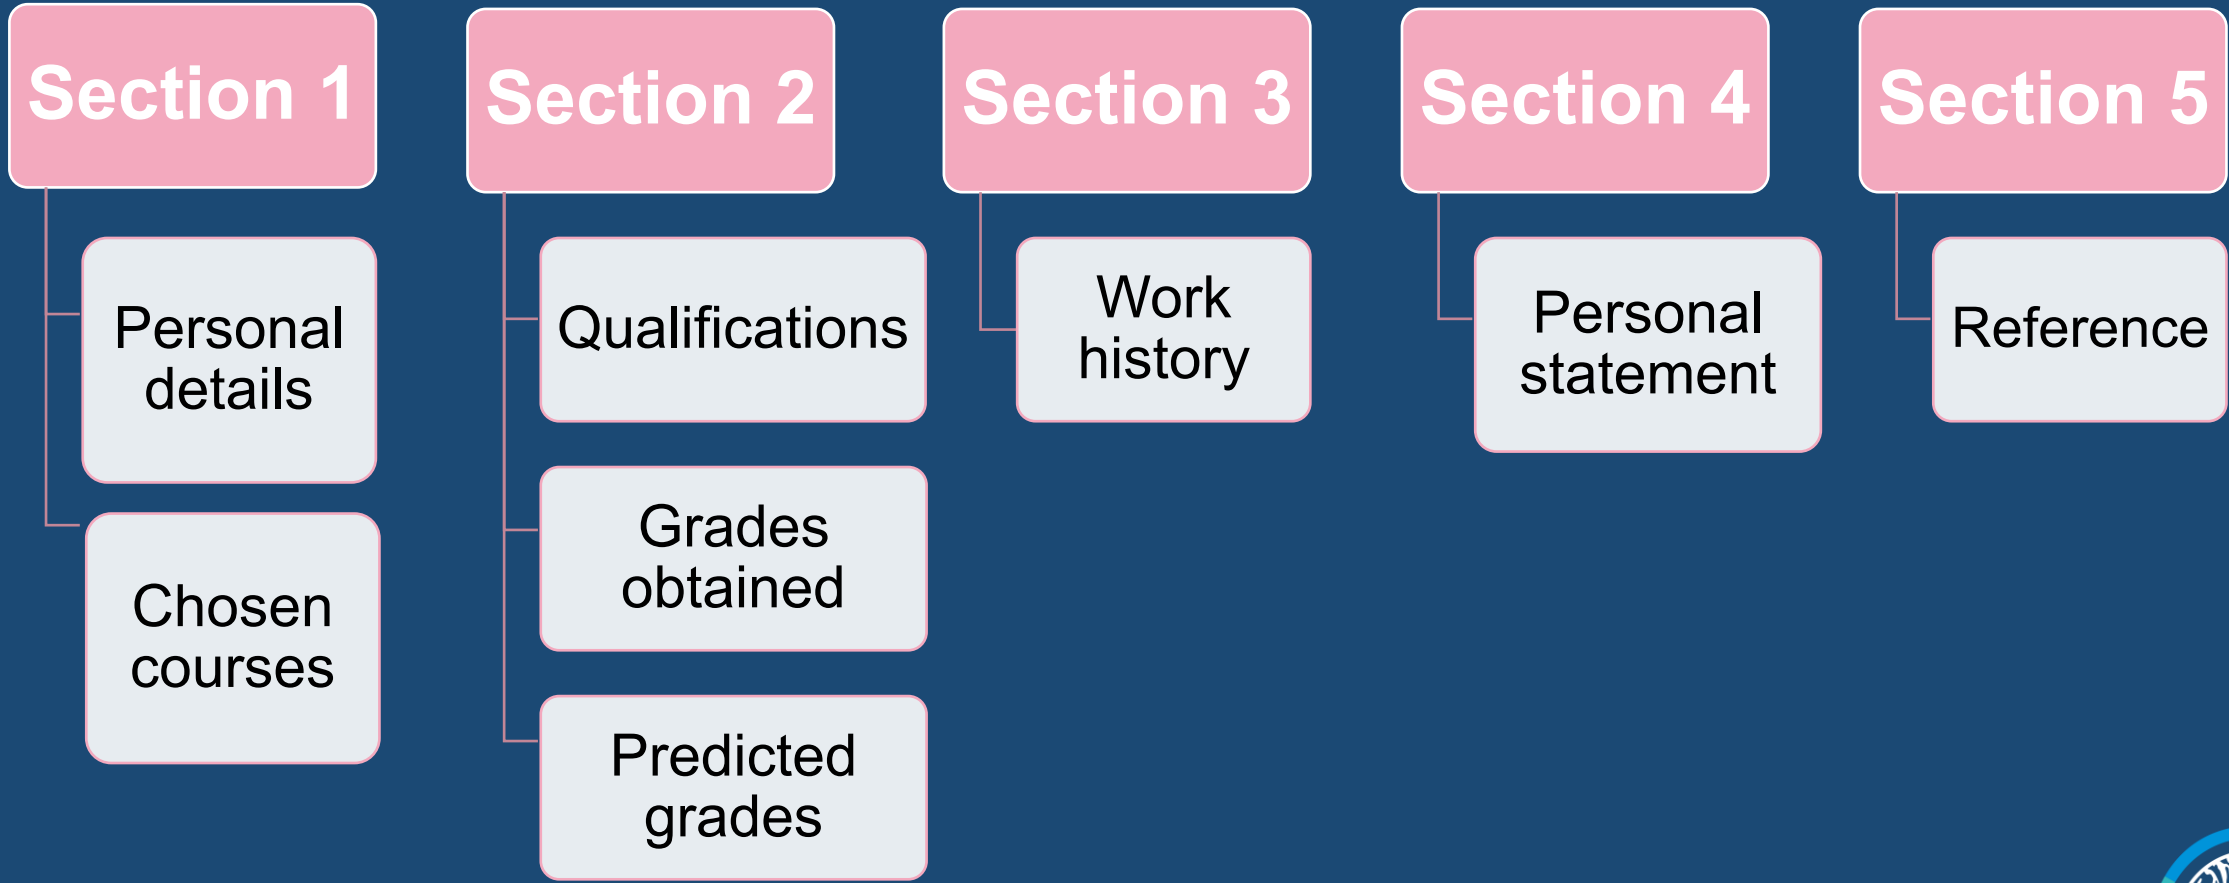 Section 1
Personal
details
Chosen
courses
Section 2
Qualifications
Grades
obtained
Predicted
grades
Section 3
Work
history
Section 4
Personal
statement
Section 5
Reference